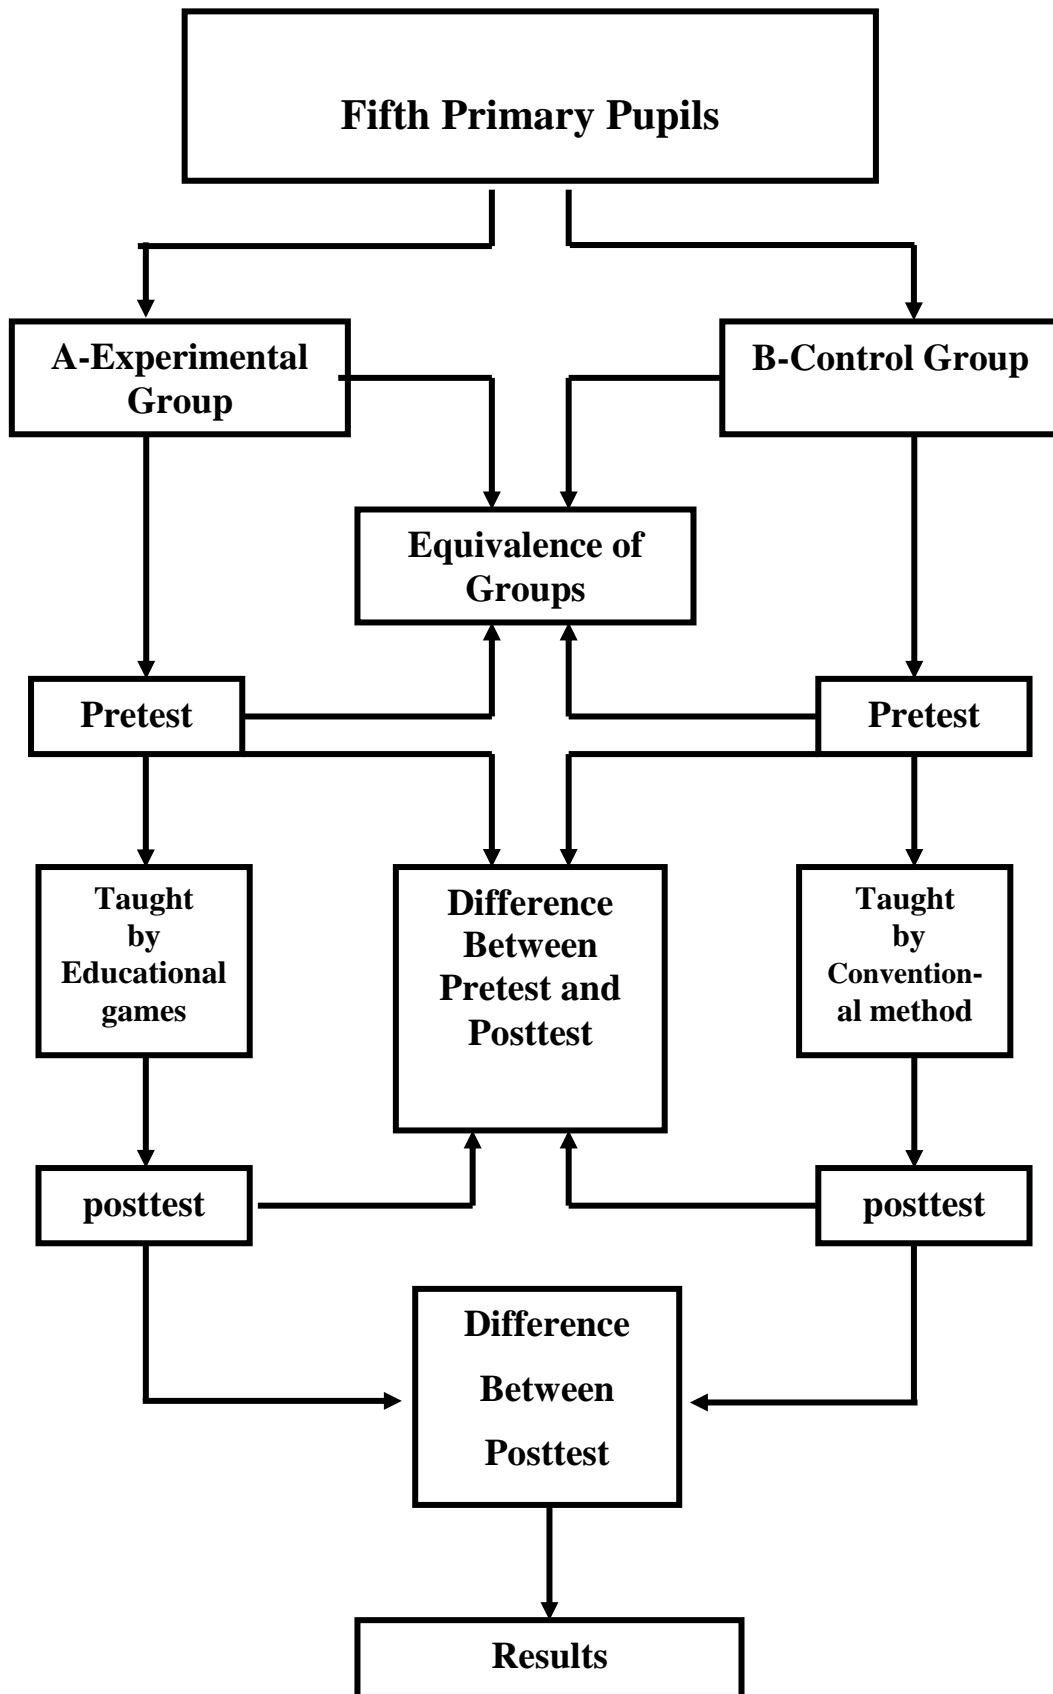 Fifth Primary Pupils
A-Experimental
Group
B-Control Group
Equivalence of
Groups
Pretest
Pretest
Taught
by
Educational
games
Difference
Between
Pretest and
Posttest
Taught
by
Convention-
al method
posttest
posttest
Difference
Between
Posttest
Results